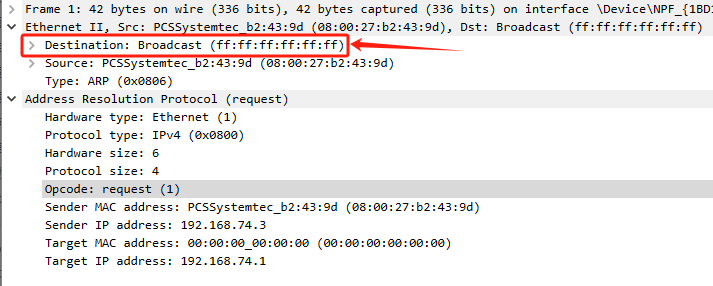 Frame 1: 42 bytes on wire (336 bits), 42 bytes captured (336 bits) on interface \Device\NPF_{1BD
Ethernet II, Src: PCSSystemtec_b2:43:9d (08:00:27:b2:43:9d), Dst: Broadcast (ff:ff:ff:ff:ff:ff)
Destination: Broadcast (ff:ff:ff:ff:ff:ff)
Source: PCSSystemtec_b2:43:9d (08:00:27:b2:43:9d)
Type: ARP (0x0806)
Address Resolution Protocol (request)
Hardware type: Ethernet (1)
Protocol type: IPv4 (0x0800)
Hardware size: 6
Protocol size: 4
Opcode: request (1)
Sender MAC address: PCSSystemtec_b2:43:9d (08:00:27:b2:43:9d)
Sender IP address: 192.168.74.3
Target MAC address: 00:00:00_00:00:00 (00:00:00:00:00:00)
Target IP address: 192.168.74.1